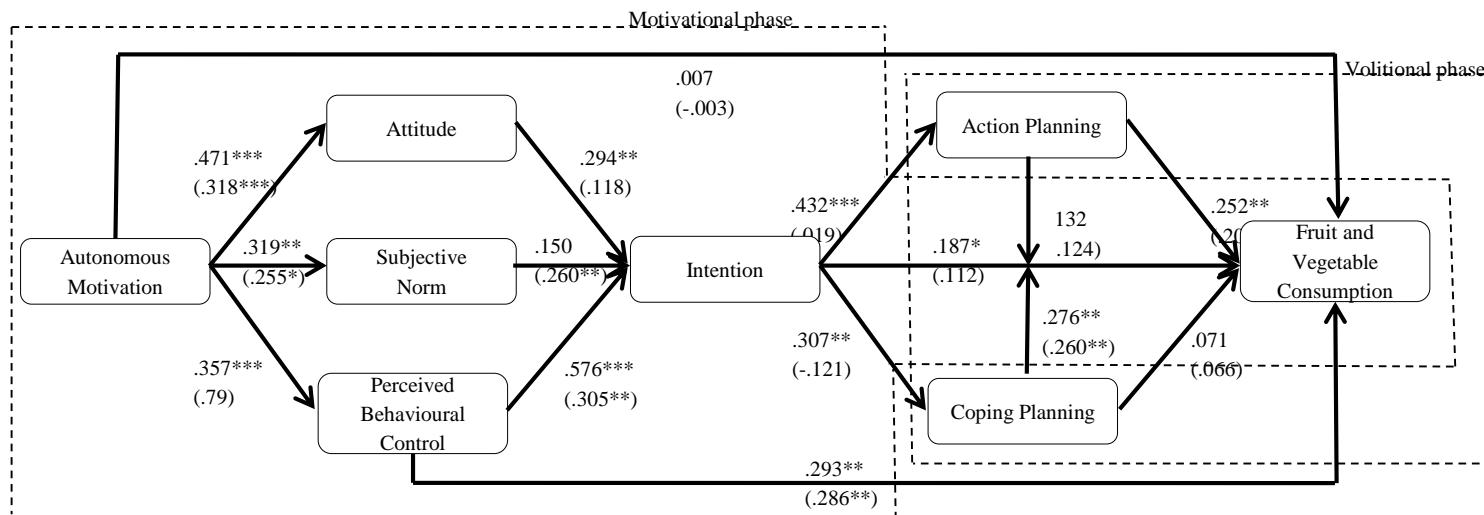 Motivational phase
Volitional phase
.007
(-.003)
Attitude
Action Planning
.471***
(.318***)
.294**
(.118)
.432***
(.019)
132
.124)
.252**
Autonomous
Motivation
.319**
(.255*)
Subjective
Norm
.150
(.260**)
Intention
.187*
(.112)
Fruit and
Vegetable
Consumption
.357***
(.79)
.576***
(.305**)
.307**
(-.121)
.276**
(.260**)
.071
(.066)
Perceived
Behavioural
Control
Coping Planning
.293**
(.286**)